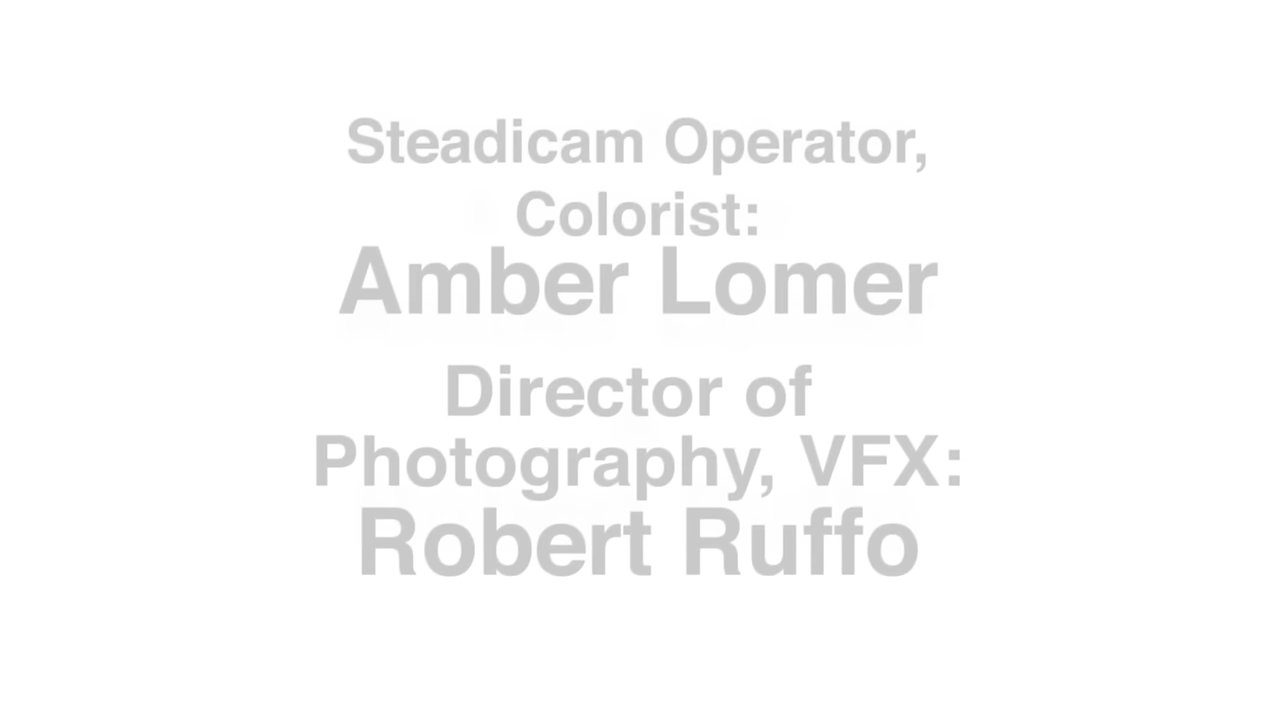 Steadicam Operator,
Colorist:
Amber Lomer
Director of
Photography, VFX:
Robert Ruffo